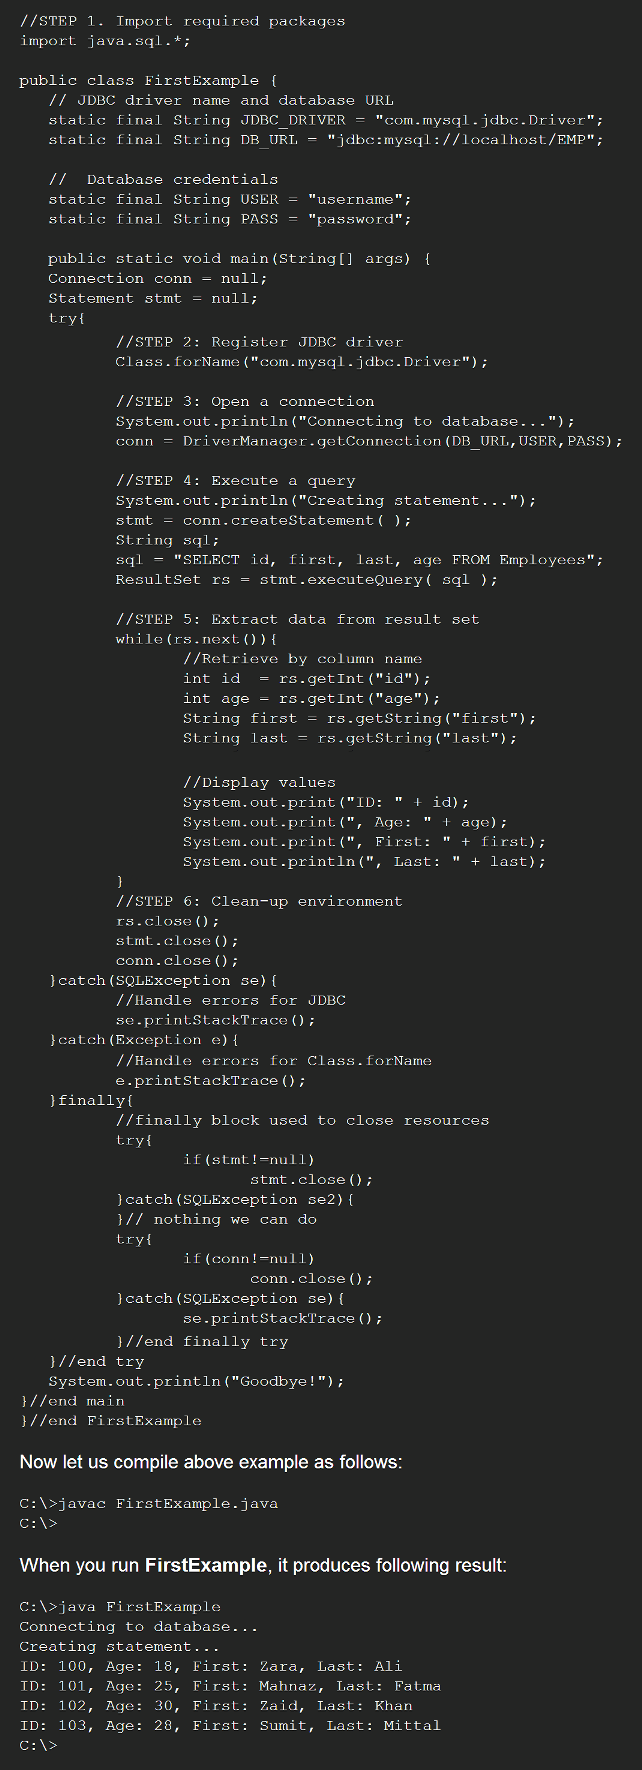 //STEP 1. Import required packages
import java.sql.*;
public class FirstExample {
// JDBC driver name and database URL
static final String JDBC_DRIVER = "com.mysql.jdbc.Driver";
static final String DB_URL = "jdbc:mysql://localhost/EMP";
//  Database credentials
static final String USER = "username";
static final String PASS = "password";
public static void main(String[] args) {
Connection conn = null;
Statement stmt = null;
try{
//STEP 2: Register JDBC driver
Class.forName("com.mysql.jdbc.Driver");
//STEP 3: Open a connection
System.out.println("Connecting to database...");
conn = DriverManager.getConnection(DB_URL,USER,PASS);
//STEP 4: Execute a query
System.out.println("Creating statement...");
stmt = conn.createStatement( );
String sql;
sql = "SELECT id, first, last, age FROM Employees";
ResultSet rs = stmt.executeQuery( sql );
//STEP 5: Extract data from result set
while(rs.next()){
//Retrieve by column name
int id  = rs.getInt("id");
int age = rs.getInt("age");
String first = rs.getString("first");
String last = rs.getString("last");
//Display values
System.out.print("ID: " + id);
System.out.print(", Age: " + age);
System.out.print(", First: " + first);
System.out.println(", Last: " + last);
}
//STEP 6: Clean-up environment
rs.close();
stmt.close();
conn.close();
}catch(SQLException se){
//Handle errors for JDBC
se.printStackTrace();
}catch(Exception e){
//Handle errors for Class.forName
e.printStackTrace();
}finally{
//finally block used to close resources
try{
if(stmt!=null)
stmt.close();
}catch(SQLException se2){
}// nothing we can do
try{
if(conn!=null)
conn.close();
}catch(SQLException se){
se.printStackTrace();
}//end finally try
}//end try
System.out.println("Goodbye!");
}//end main
}//end FirstExample
Now let us compile above example as follows:
C:\>javac FirstExample.java
C:\>
When you run FirstExample, it produces following result:
C:\>java FirstExample
Connecting to database...
Creating statement...
ID: 100, Age: 18, First: Zara, Last: Ali
ID: 101, Age: 25, First: Mahnaz, Last: Fatma
ID: 102, Age: 30, First: Zaid, Last: Khan
ID: 103, Age: 28, First: Sumit, Last: Mittal
C:\>